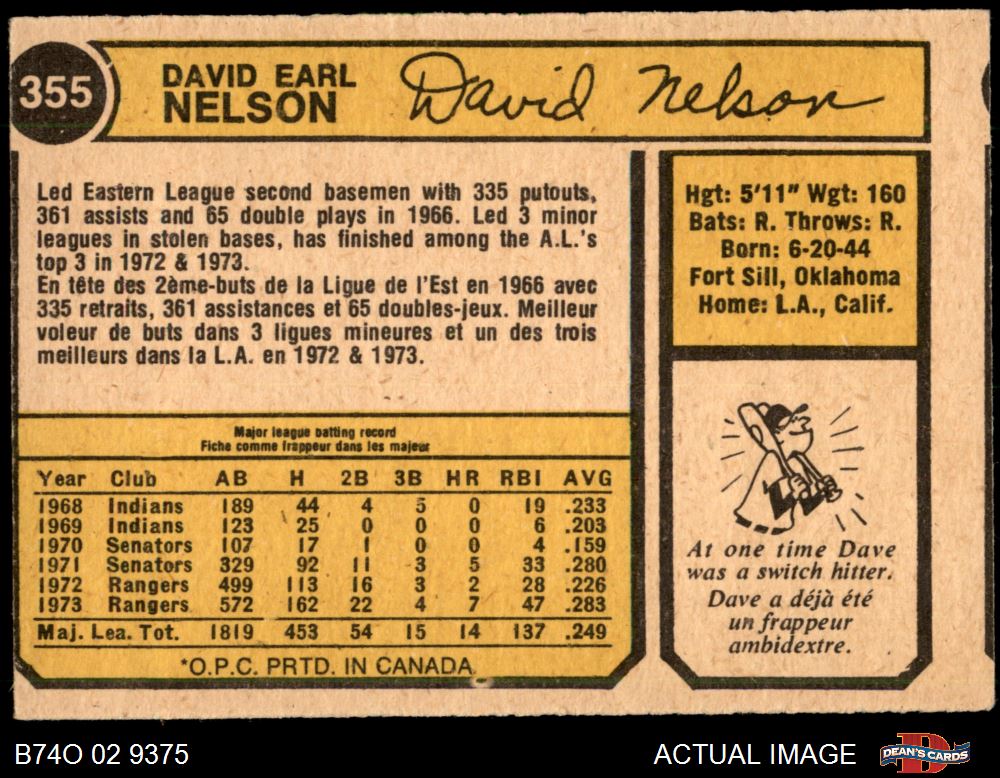 355
DAVID EARL
NELSON
David Nelson
Led Eastern League second basemen with 335 putouts,
361 assists and 65 double plays in 1966. Led 3 minor
leagues in stolen bases, has finished among the A.L.'s
top 3 in 1972 & 1973.
En tête des 2ème-buts de la Ligue de l'Est en 1966 avec
335 retraits, 361 assistances et 65 doubles-jeux. Meilleur
voleur de buts dans 3 ligues mineures et un des trois
meilleurs dans la L.A. en 1972 & 1973.
Hgt: 5'11" Wgt: 160
Bats: R. Throws: R.
Born: 6-20-44
Fort Sill, Oklahoma
Home: L.A., Calif.
Major league batting record
Fiche comme frappeur dans les majeur
Year Club AB H 2B 3B HR RBI AVG
1968 Indians 189 44 4 5 0 19 .233
1969 Indians 123 25 0 0 0 6 .203
1970 Senators 107 17 1 0 0 4 .159
1971 Senators 329 92 11 3 5 33 .280
1972 Rangers 499 113 16 3 2 28 .226
1973 Rangers 572 162 22 4 7 47 .283
Maj. Lea. Tot. 1819 453 54 15 14 137 .249
*O.P.C. PRTD. IN CANADA
At one time Dave
was a switch hitter.
Dave a déjà été
un frappeur
ambidextre.
B74O 02 9375
ACTUAL IMAGE
D
DEAN'S CARDS